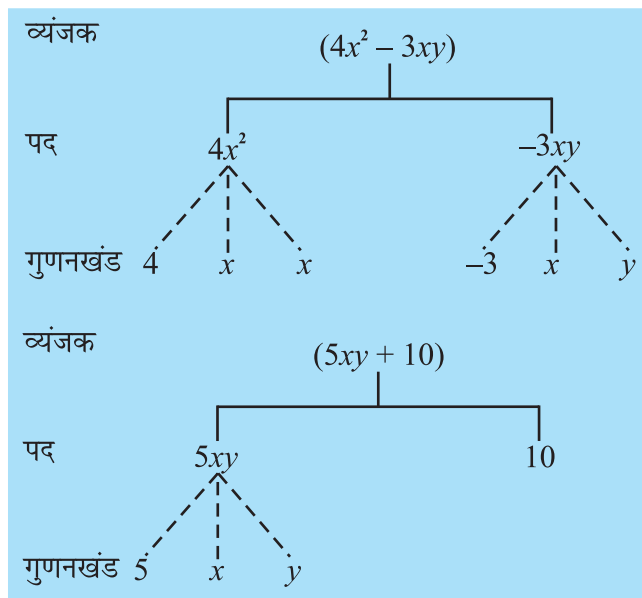 व्यंजक
(4x² – 3xy)
पद 4x² –3xy
गुणनखंड 4 x x –3 x y
व्यंजक
(5xy + 10)
पद 5xy 10
गुणनखंड 5 x y